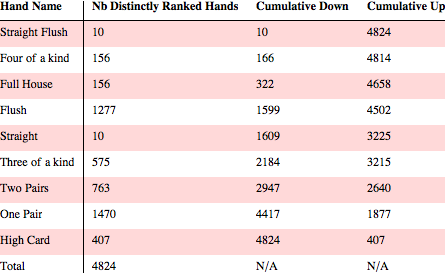 Hand Name Nb Distinctly Ranked Hands Cumulative Down Cumulative Up
Straight Flush 10 10 4824
Four of a kind 156 166 4814
Full House 156 322 4658
Flush 1277 1599 4502
Straight 10 1609 3225
Three of a kind 575 2184 3215
Two Pairs 763 2947 2640
One Pair 1470 4417 1877
High Card 407 4824 407
Total 4824 N/A N/A